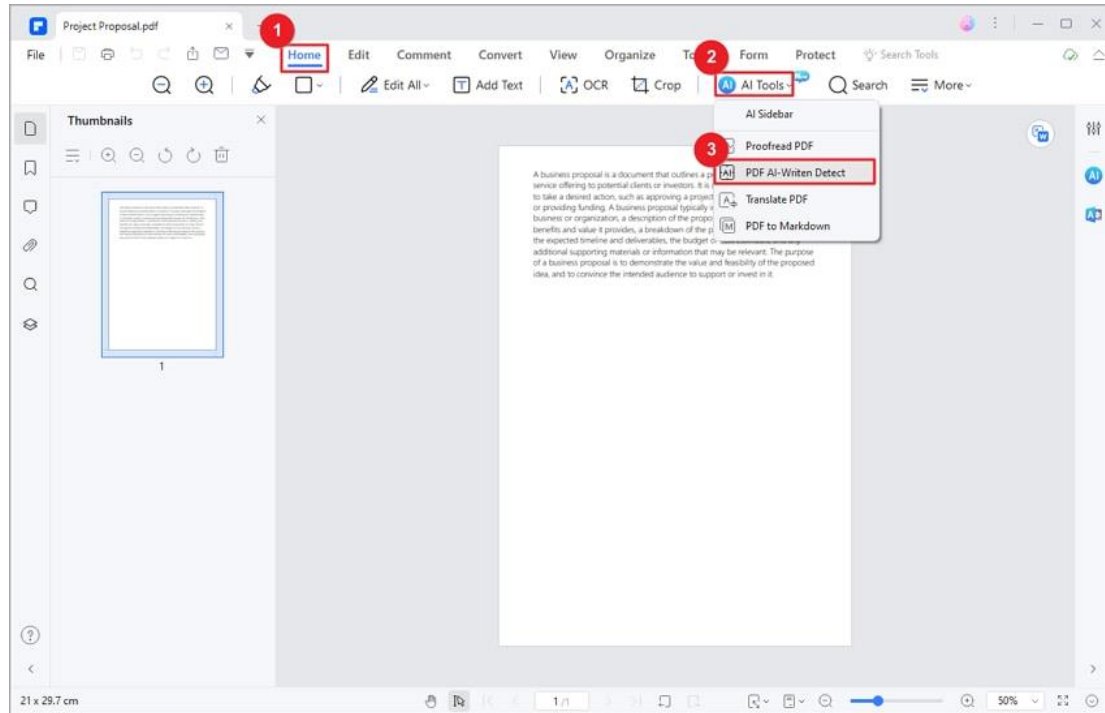 Project Proposal.pdf
1
File
Home Edit Comment Convert View Organize Form Protect Search Tools
2
Edit All Add Text OCR Crop AI Tools Search More
Thumbnails
AI Sidebar
3
Proofread PDF
PDF AI-Writen Detect
Translate PDF
PDF to Markdown
A business proposal is a document that outlines a
service offering to potential clients or investors. It is
to take a desired action, such as approving a project
or providing funding. A business proposal typically
business or organization, a description of the
benefits and value it provides, a breakdown of the
the expected timeline and deliverables, the budget
additional supporting materials or information that may be relevant. The purpose
of a business proposal is to demonstrate the value and feasibility of the proposed
idea, and to convince the intended audience to support or invest in it.
1
21 x 29.7 cm
1 /1
50%